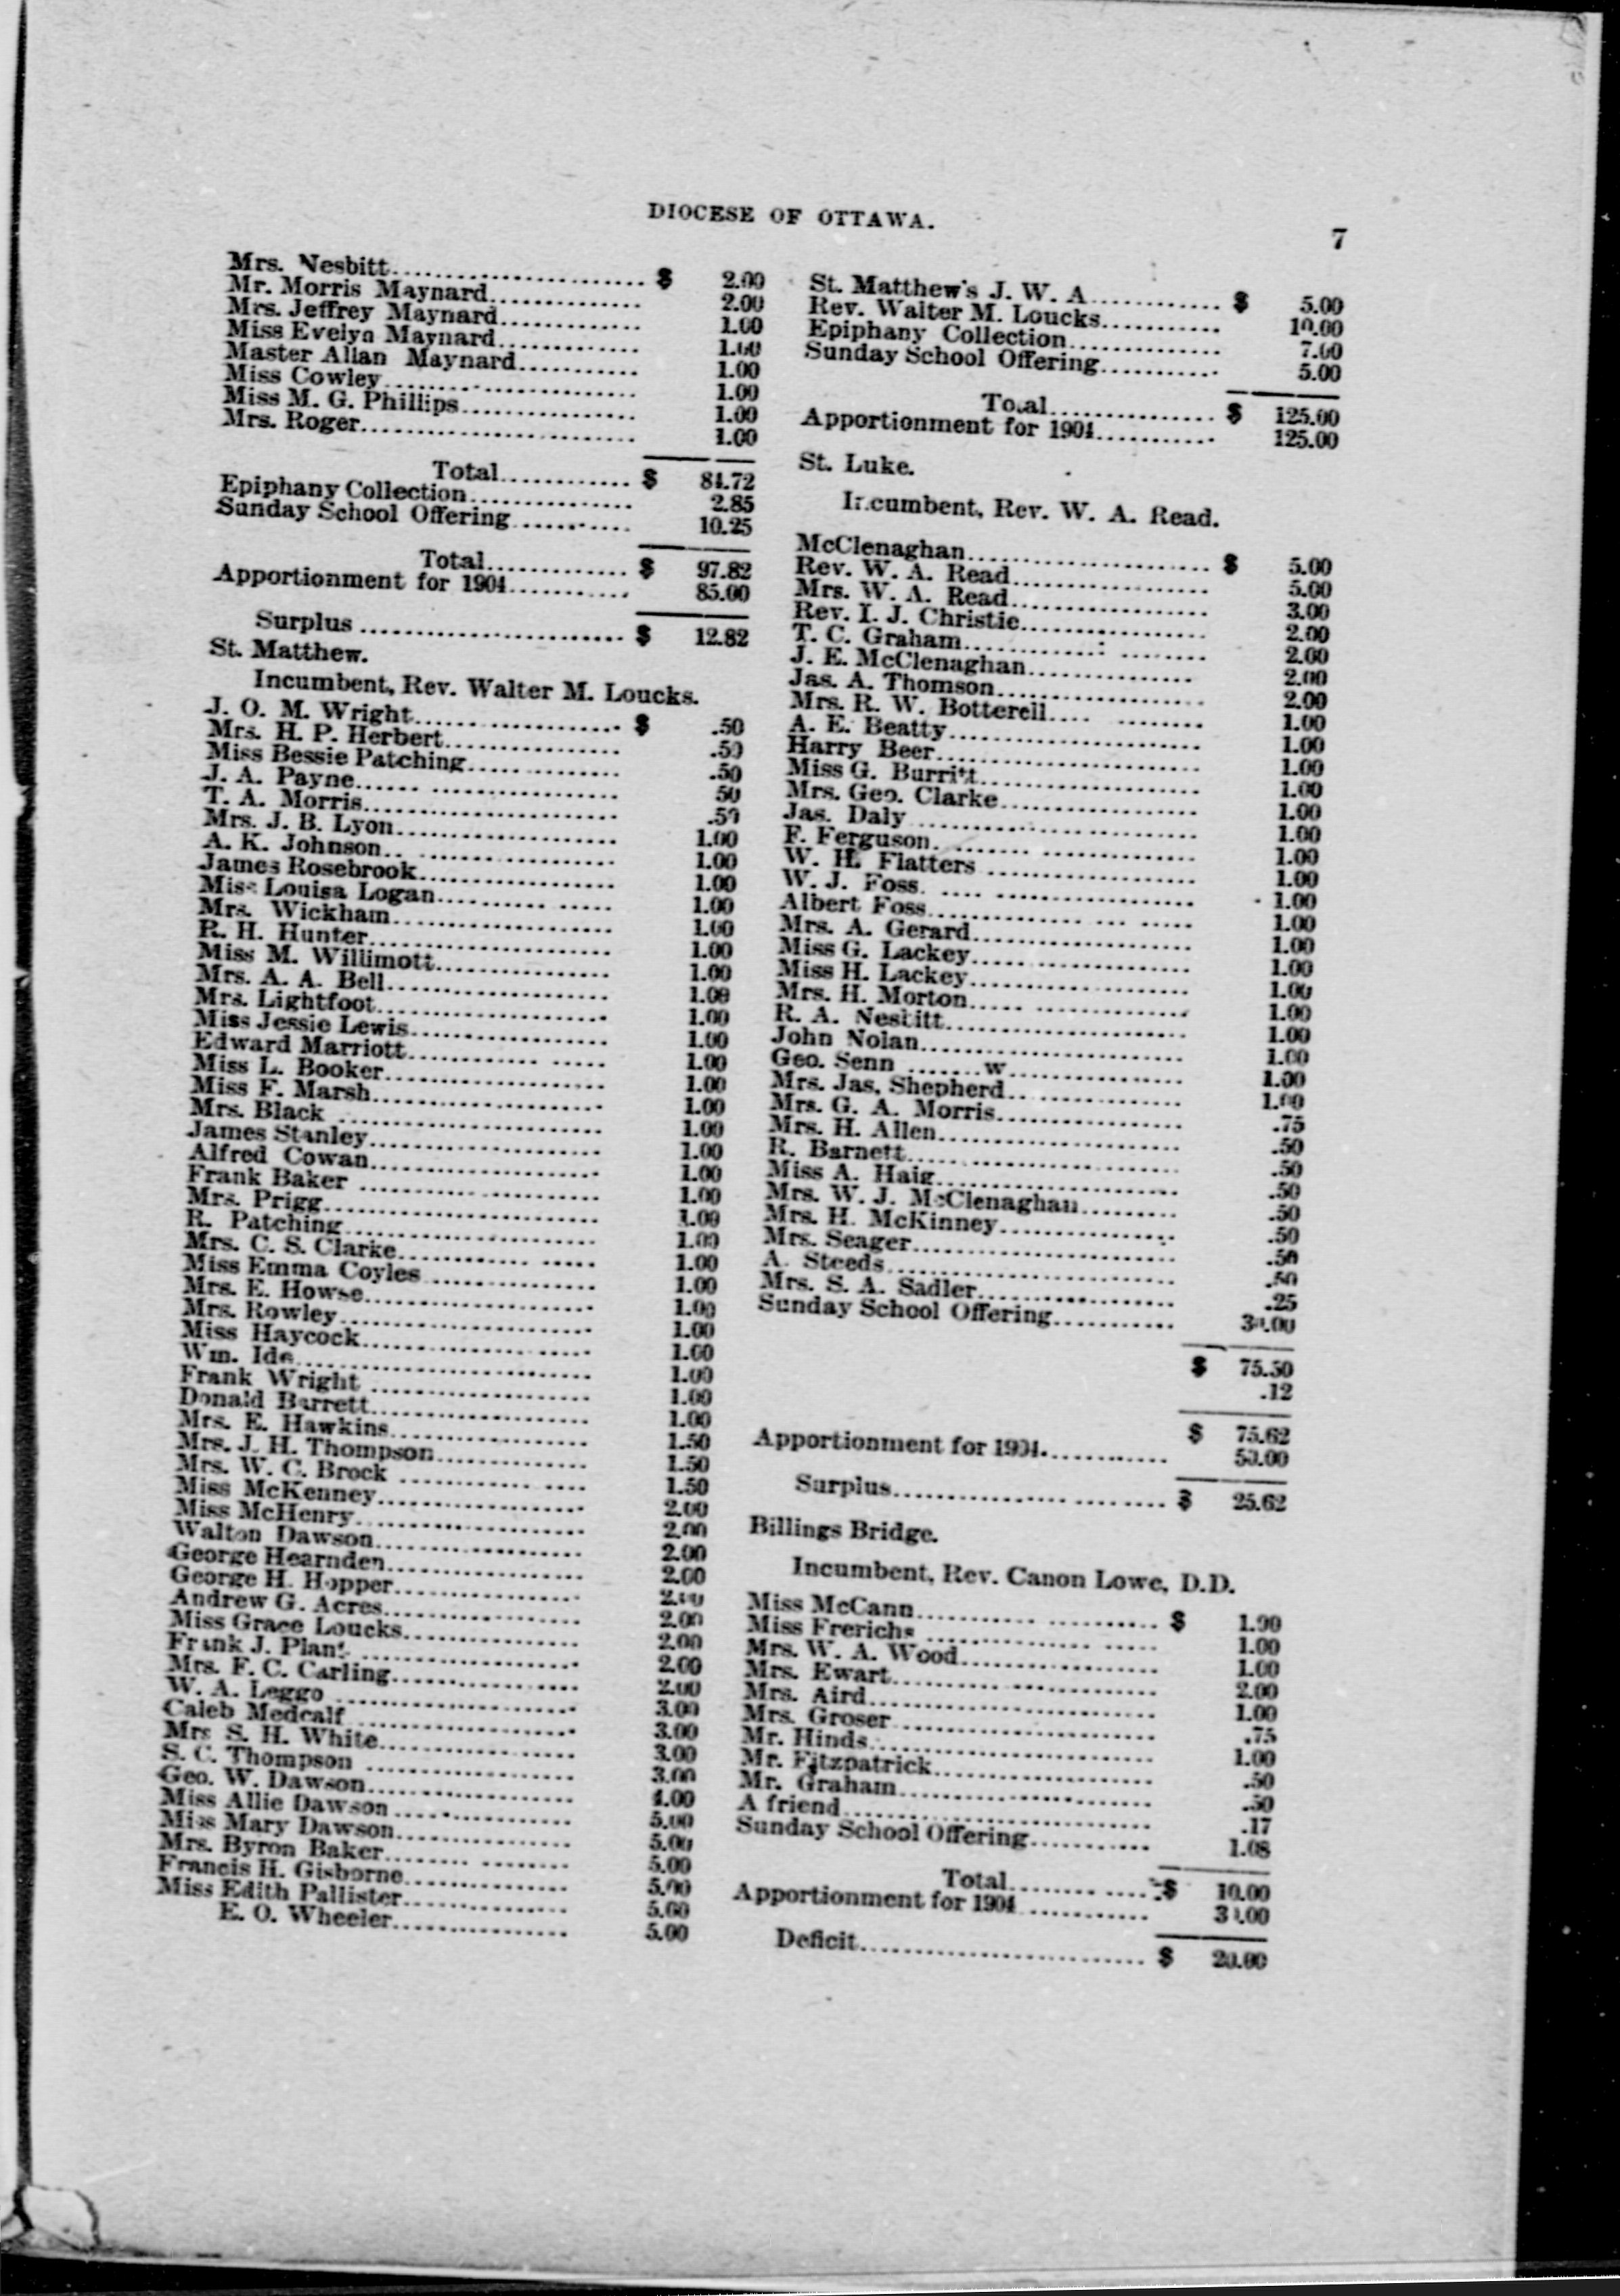 DIOCESE OF OTTAWA.
7
Mrs. Nesbitt........................ $ 2.00
Mr. Morris Maynard.............. 2.00
Mrs. Jeffrey Maynard............. 1.00
Miss Evelyn Maynard............. 1.00
Master Allan Maynard........... 1.00
Miss Cowley........................ 1.00
Miss M. G. Phillips................ 1.00
Mrs. Roger.......................... 1.00
Total............ $ 84.72
Epiphany Collection............... 2.85
Sunday School Offering........... 10.25
Total............. $ 97.82
Apportionment for 1904........... 85.00
Surplus ......................... $ 12.82
St. Matthew.
Incumbent, Rev. Walter M. Loucks.
J. O. M. Wright.................... $ .50
Mrs. H. P. Herbert................ .50
Miss Bessie Patching.............. .50
J. A. Payne...... .................. 50
T. A. Morris........................ .50
Mrs. J. B. Lyon..................... 1.00
A. K. Johnson.. ................... 1.00
James Rosebrook................... 1.00
Miss Louisa Logan.......... ..... 1.00
Mrs. Wickham..................... 1.00
R. H. Hunter....................... 1.00
Miss M. Willimott................ 1.00
Mrs. A. A. Bell..................... 1.00
Mrs. Lightfoot..................... 1.00
Miss Jessie Lewis.................. 1.00
Edward Marriott............ ..... 1.00
Miss L. Booker..................... 1.00
Miss F. Marsh...................... 1.00
Mrs. Black ......................... 1.00
James Stanley...................... 1.00
Alfred Cowan...................... 1.00
Frank Baker ....................... 1.00
Mrs. Prigg.......................... 1.00
R. Patching........................ 1.00
Mrs. C. S. Clarke............ ..... 1.00
Miss Emma Coyles ............... 1.00
Mrs. E. Howse..................... 1.00
Mrs. Rowley....................... 1.00
Miss Haycock................ ..... 1.00
Wm. Ide............................ 1.00
Frank Wright ..................... 1.00
Donald Barrett.................... 1.00
Mrs. E. Hawkins................... 1.50
Mrs. J. H. Thompson.............. 1.50
Mrs. W. C. Brock ............ .... 1.50
Miss McKenney.................... 2.00
Miss McHenry..................... 2.00
Walton Dawson................... 2.00
George Hearnden.................. 2.00
George H. Hopper................. 2.00
Andrew G. Acres.................. 2.00
Miss Grace Loucks................ 2.00
Frank J. Plant. ................... 2.00
Mrs. F. C. Carling................ 2.00
W. A. Leggo ...................... 3.00
Caleb Medcalf .................... 3.00
Mrs S. H. White.................. 3.00
S. C. Thompson .................. 3.00
Geo. W. Dawson.................. 4.00
Miss Allie Dawson ............... 5.00
Miss Mary Dawson............... 5.00
Mrs. Byron Baker........ ........ 5.00
Francis H. Gisborne............... 5.00
Miss Edith Pallister............... 5.00
E. O. Wheeler................ 5.00
St. Matthew's J. W. A............ $ 5.00
Rev. Walter M. Loucks........... 10.00
Epiphany Collection.............. 7.00
Sunday School Offering........... 5.00
Total................ $ 125.00
Apportionment for 1904........... 125.00
St. Luke.
Incumbent, Rev. W. A. Read.
McClenaghan....................... $ 5.00
Rev. W. A. Read................... 5.00
Mrs. W. A. Read................... 3.00
Rev. I. J. Christie.................. 2.00
T. C. Graham............. ........ 2.00
J. E. McClenaghan................ 2.00
Jas. A. Thomson................... 2.00
Mrs. R. W. Botterell.... ........ 1.00
A. E. Beatty........................ 1.00
Harry Beer......................... 1.00
Miss G. Burritt..................... 1.00
Mrs. Geo. Clarke.................. 1.00
Jas. Daly .......................... 1.00
F. Ferguson. ........ .............. 1.00
W. H. Flatters .................... 1.00
W. J. Foss. .... ................... 1.00
Albert Foss.............. ... ..... 1.00
Mrs. A. Gerard.................... 1.00
Miss G. Lackey..... .............. 1.00
Miss H. Lackey.................... 1.00
Mrs. H. Morton..... ............. 1.00
R. A. Nesbitt...................... 1.00
John Nolan........................ 1.00
Geo. Senn .......w................ 1.00
Mrs. Jas. Shepherd.. ............. 1.00
Mrs. G. A. Morris................. .75
Mrs. H. Allen...................... .50
R. Barnett..... .................... .50
Miss A. Haig....................... .50
Mrs. W. J. McClenaghan......... .50
Mrs. H. McKinney................ .50
Mrs. Seager........................ .50
A. Steeds.......................... .50
Mrs. S. A. Sadler.................. .25
Sunday School Offering........... 30.00
$ 75.50
.12
$ 75.62
Apportionment for 1904............ 50.00
Surplus................ ......... $ 25.62
Billings Bridge.
Incumbent, Rev. Canon Lowe, D.D.
Miss McCann............ .......... $ 1.00
Miss Frerichs ................ ..... 1.00
Mrs. W. A. Wood.................. 1.00
Mrs. Ewart......................... 2.00
Mrs. Aird........................... 1.00
Mrs. Groser........................ .75
Mr. Hinds.......................... 1.00
Mr. Fitzpatrick.................... .50
Mr. Graham....................... .50
A friend............................ .17
Sunday School Offering........... 1.08
Total......... ..... $ 10.00
Apportionment for 1904........... 30.00
Deficit........................... $ 20.00